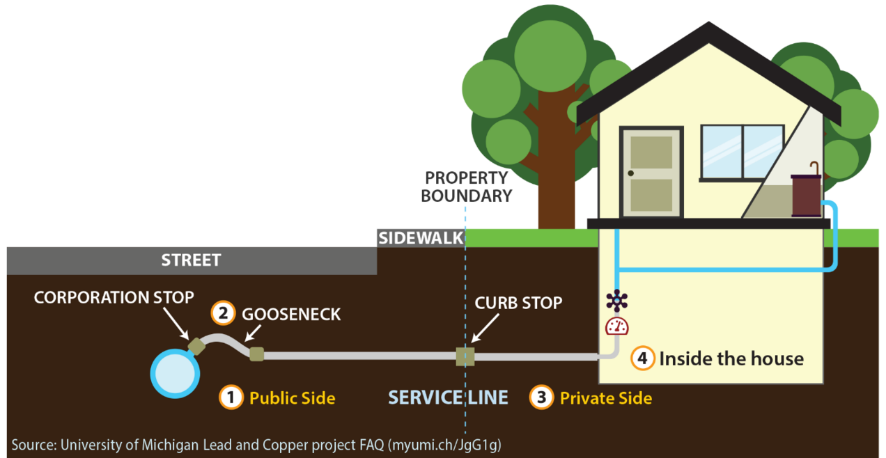 PROPERTY
BOUNDARY
SIDEWALK
STREET
CORPORATION STOP
2 GOOSENECK
CURB STOP
4 Inside the house
1 Public Side
SERVICE LINE
3 Private Side
Source: University of Michigan Lead and Copper project FAQ (myumi.ch/JgG1g)